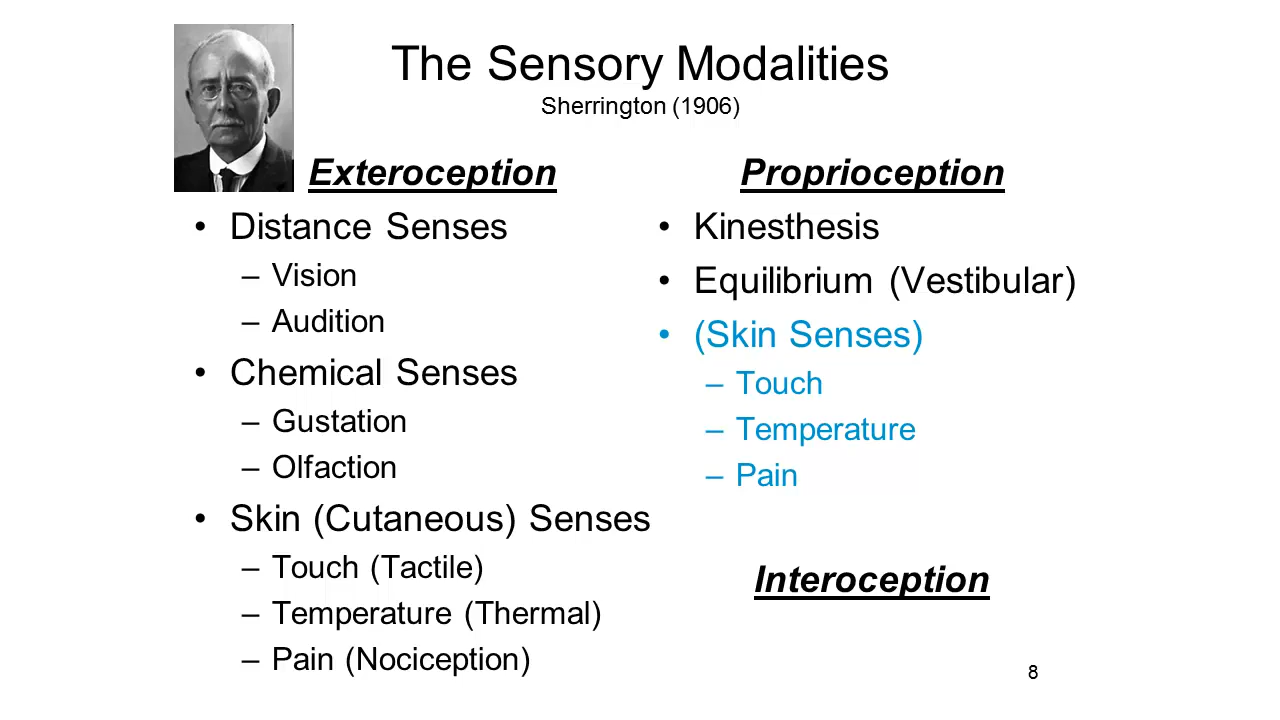 The Sensory Modalities
Sherrington (1906)
Exteroception
• Distance Senses
– Vision
– Audition
• Chemical Senses
– Gustation
– Olfaction
• Skin (Cutaneous) Senses
– Touch (Tactile)
– Temperature (Thermal)
– Pain (Nociception)
Proprioception
• Kinesthesis
• Equilibrium (Vestibular)
• (Skin Senses)
– Touch
– Temperature
– Pain
Interoception
8